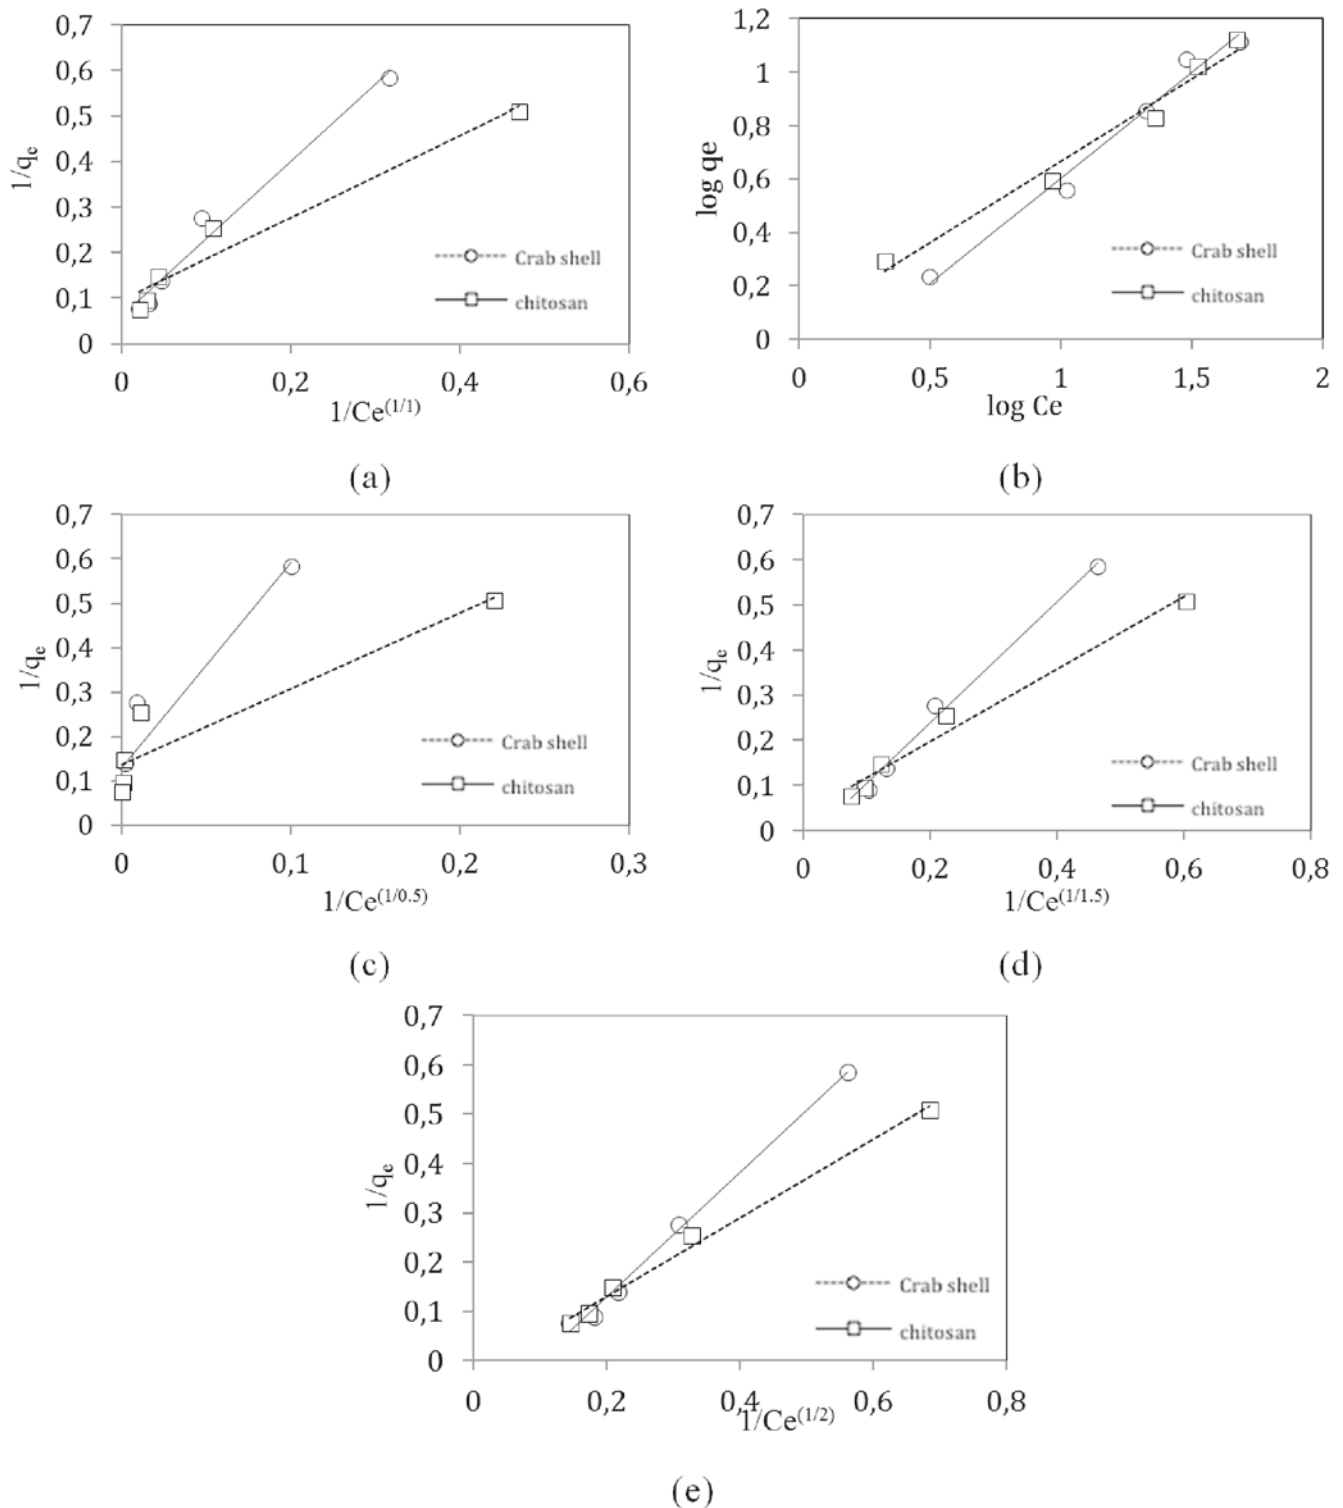 0,7
0,6
0,5
0,4
0,3
0,2
0,1
0
1/qe
0
0,2
0,4
0,6
1/Ce(1/1)
Crab shell
chitosan
(a)
1,2
1
0,8
0,6
0,4
0,2
0
log qe
0
0,5
1
1,5
2
log Ce
Crab shell
chitosan
(b)
0,7
0,6
0,5
0,4
0,3
0,2
0,1
0
1/qe
0
0,1
0,2
0,3
1/Ce(1/0.5)
Crab shell
chitosan
(c)
0,7
0,6
0,5
0,4
0,3
0,2
0,1
0
1/qe
0
0,2
0,4
0,6
0,8
1/Ce(1/1.5)
Crab shell
chitosan
(d)
0,7
0,6
0,5
0,4
0,3
0,2
0,1
0
1/qe
0
0,2
0,4
0,6
0,8
1/Ce(1/2)
Crab shell
chitosan
(e)